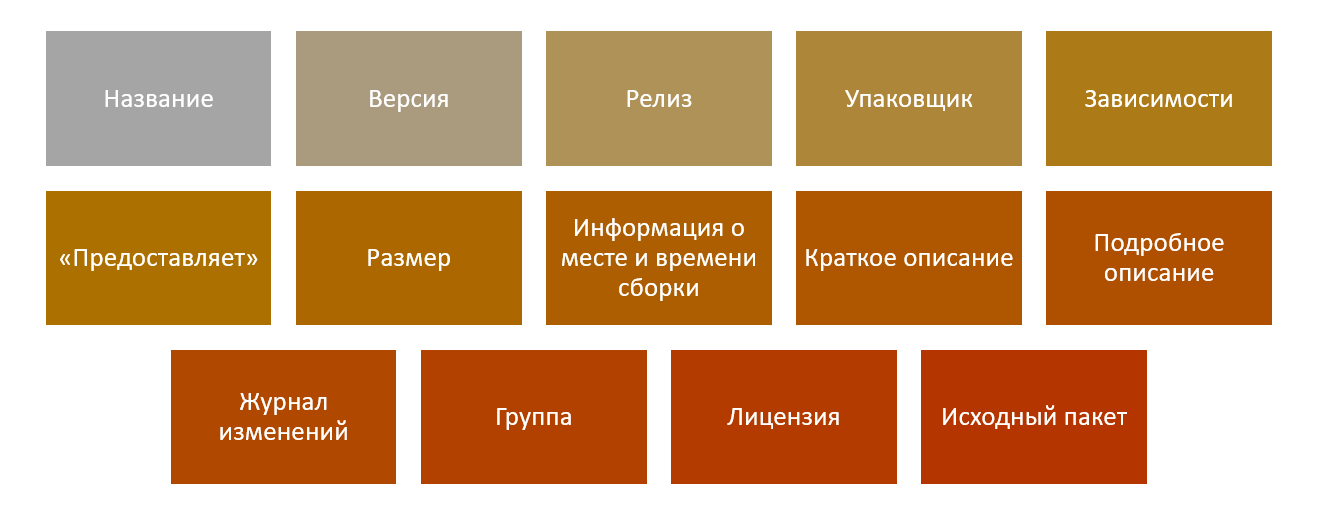 Название
Версия
Релиз
Упаковщик
Зависимости
«Предоставляет»
Размер
Информация о
месте и времени
сборки
Краткое описание
Подробное
описание
Журнал
изменений
Группа
Лицензия
Исходный пакет